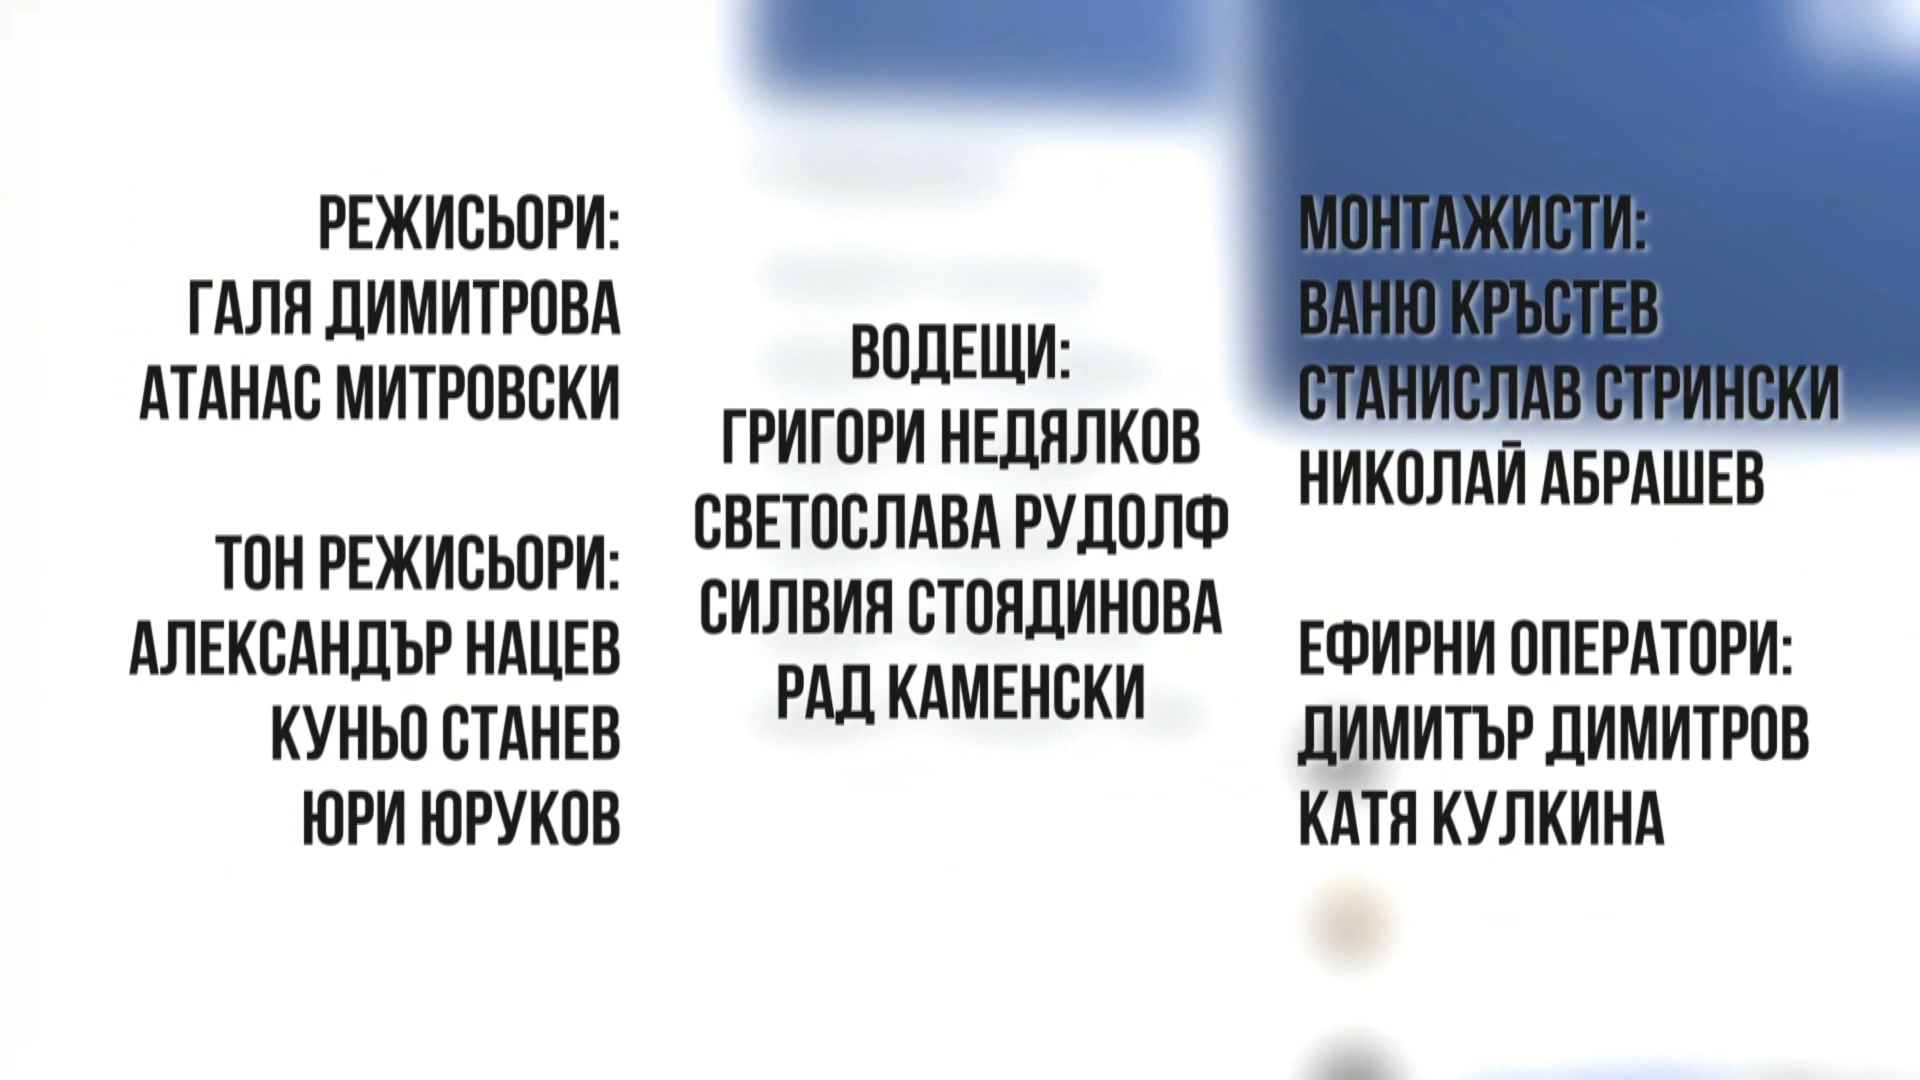 РЕЖИСЬОРИ:
ГАЛЯ ДИМИТРОВА
АТАНАС МИТРОВСКИ
ТОН РЕЖИСЬОРИ:
АЛЕКСАНДЪР НАЦЕВ
КУНЬО СТАНЕВ
ЮРИ ЮРУКОВ
ВОДЕЩИ:
ГРИГОРИ НЕДЯЛКОВ
СВЕТОСЛАВА РУДОЛФ
СИЛВИЯ СТОЯДИНОВА
РАД КАМЕНСКИ
МОНТАЖИСТИ:
ВАНЮ КРЪСТЕВ
СТАНИСЛАВ СТРИНСКИ
НИКОЛАЙ АБРАШЕВ
ЕФИРНИ ОПЕРАТОРИ:
ДИМИТЪР ДИМИТРОВ
КАТЯ КУЛКИНА